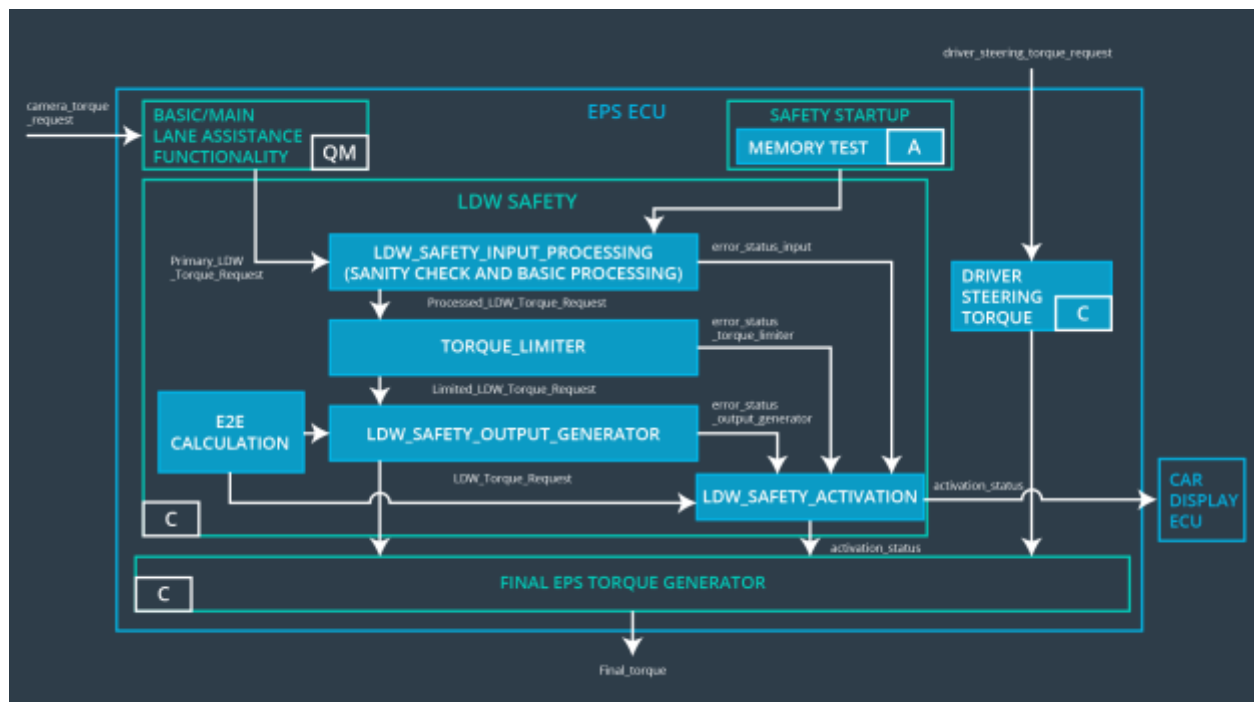 driver_steering_torque_request
camera_torque
_request
EPS ECU
BASIC/MAIN
LANE ASSISTANCE
FUNCTIONALITY
QM
SAFETY STARTUP
MEMORY TEST
A
LDW SAFETY
LDW_SAFETY_INPUT_PROCESSING
(SANITY CHECK AND BASIC PROCESSING)
error_status_input
Primary_LDW
_Torque_Request
DRIVER
STEERING
TORQUE
C
Processed_LDW_Torque_Request
TORQUE_LIMITER
error_status
_torque_limiter
Limited_LDW_Torque_Request
E2E
CALCULATION
LDW_SAFETY_OUTPUT_GENERATOR
error_status
_output_generator
LDW_Torque_Request
LDW_SAFETY_ACTIVATION
activation_status
CAR
DISPLAY
ECU
C
activation_status
FINAL EPS TORQUE GENERATOR
C
Final_torque